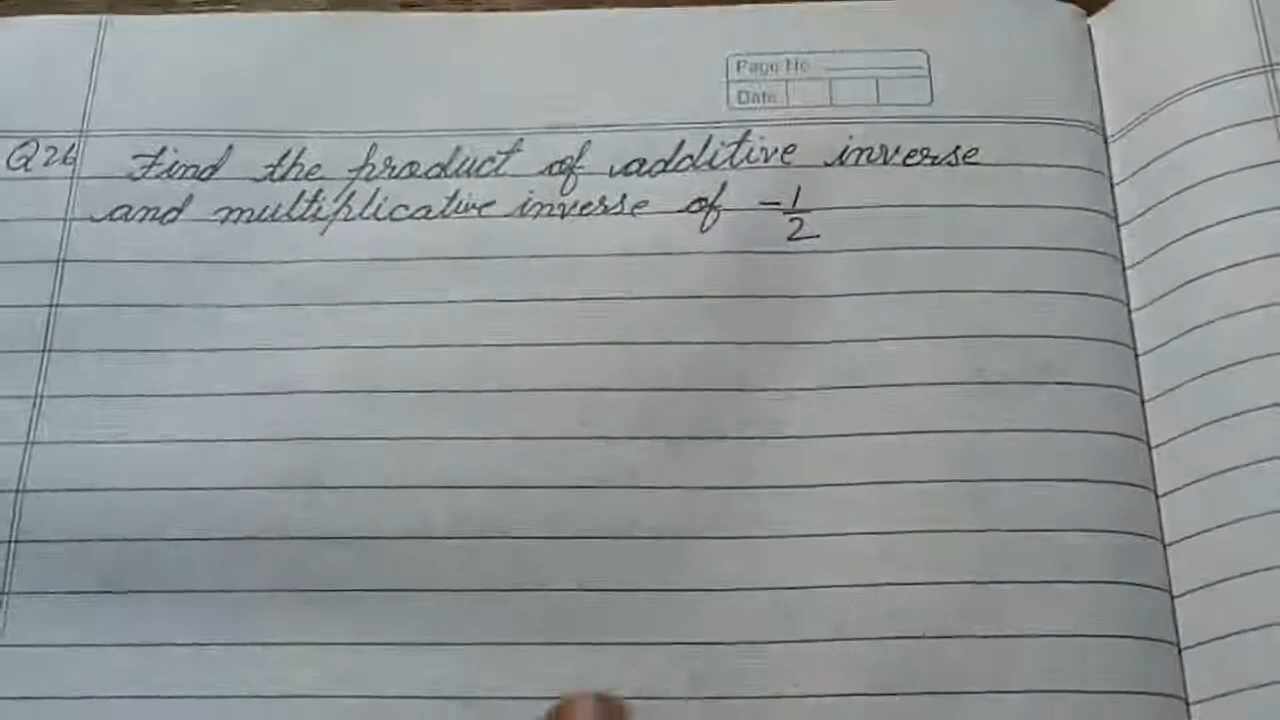 Page No
Date
Q26 Find the product of additive inverse
and multiplicative inverse of -1/2